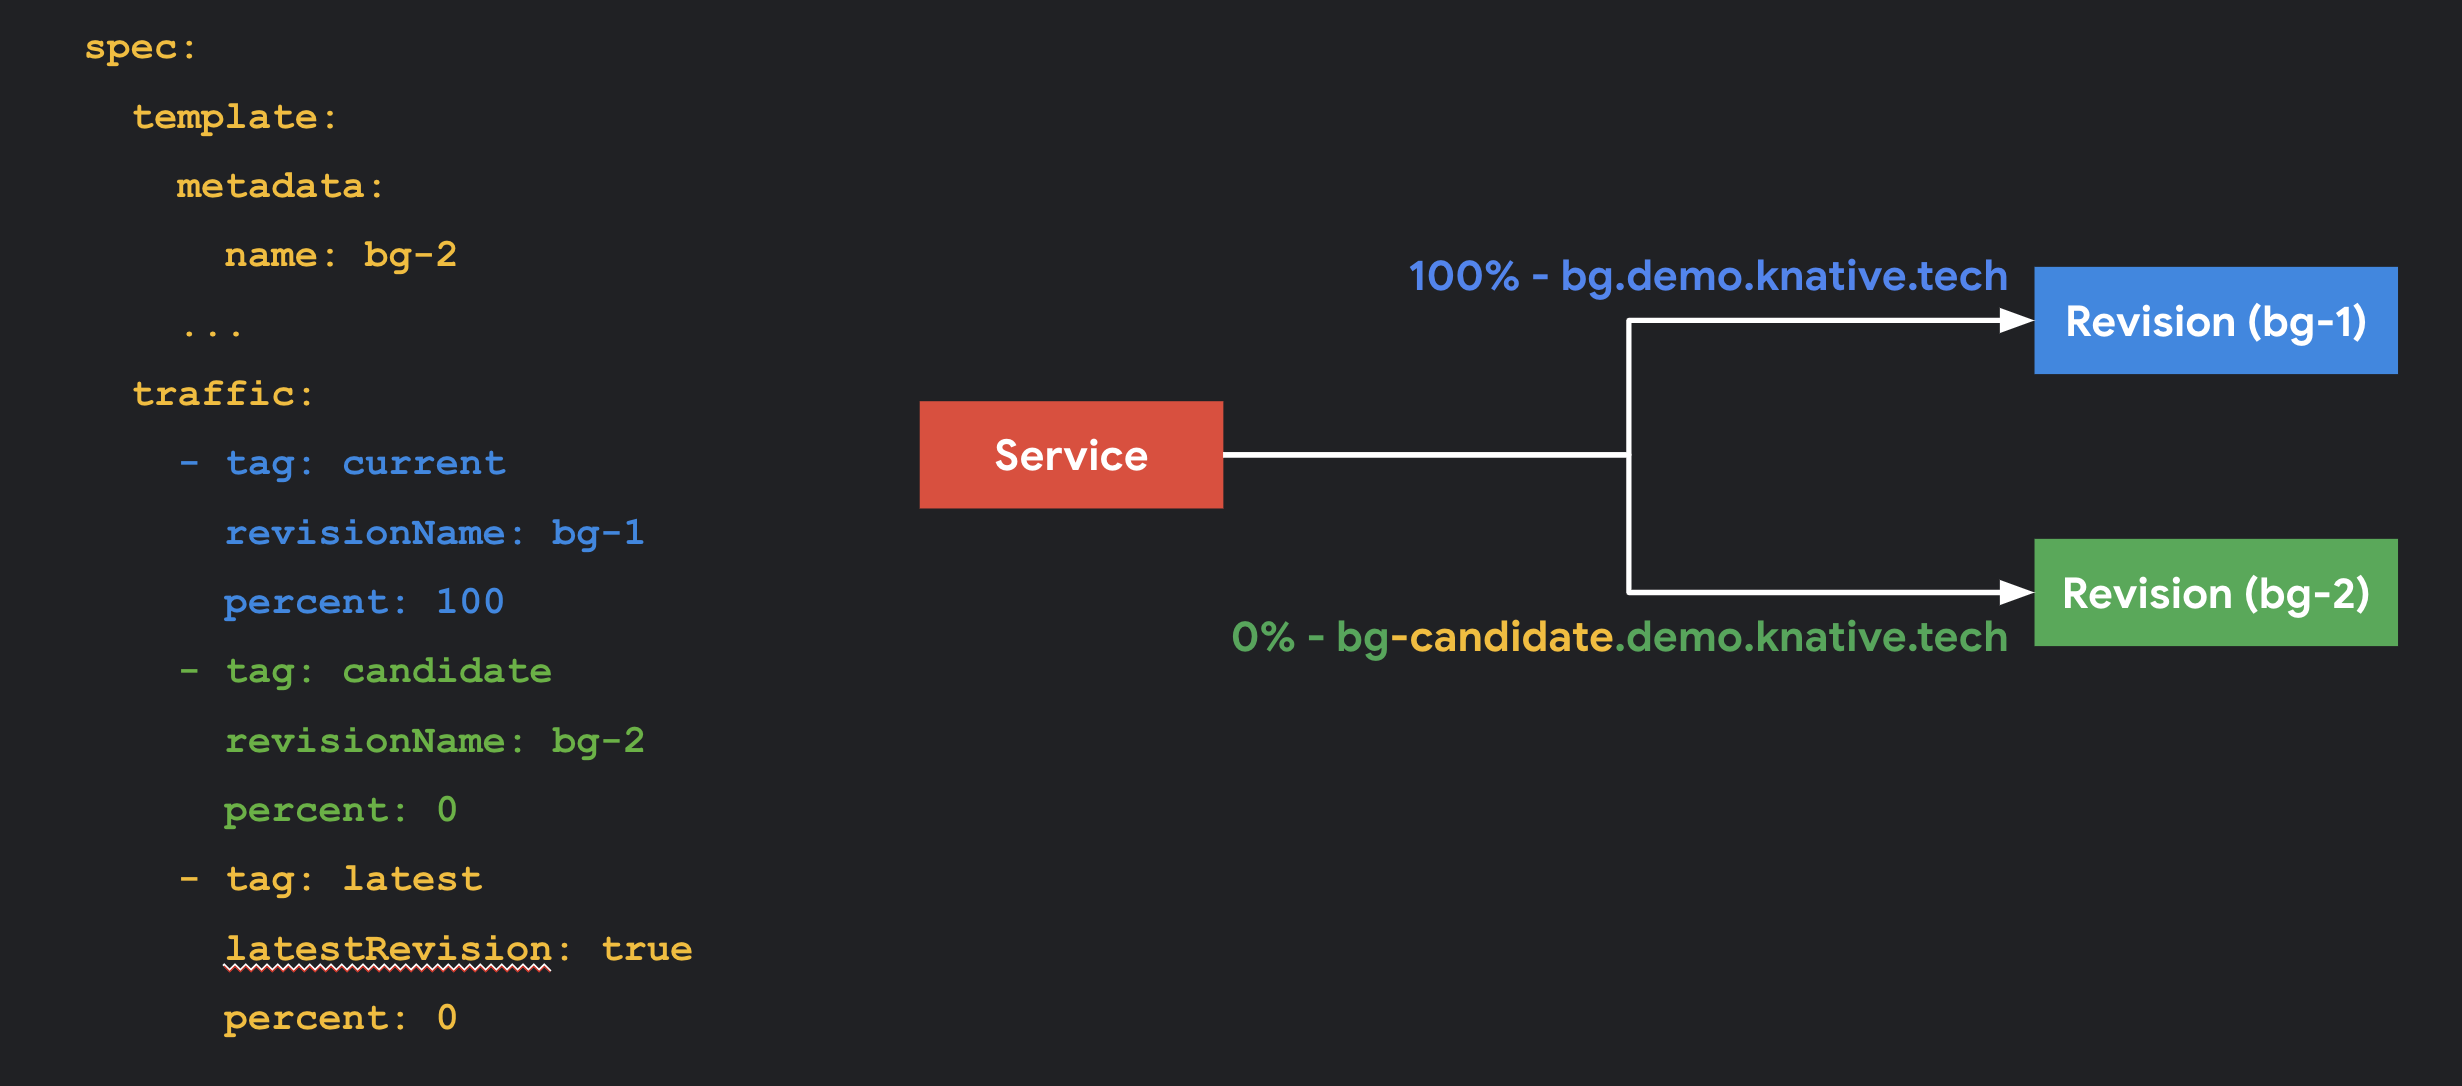 spec:
template:
metadata:
name: bg-2
...
traffic:
- tag: current
revisionName: bg-1
percent: 100
- tag: candidate
revisionName: bg-2
percent: 0
- tag: latest
latestRevision: true
percent: 0
Service
100% - bg.demo.knative.tech
Revision (bg-1)
Revision (bg-2)
0% - bg-candidate.demo.knative.tech